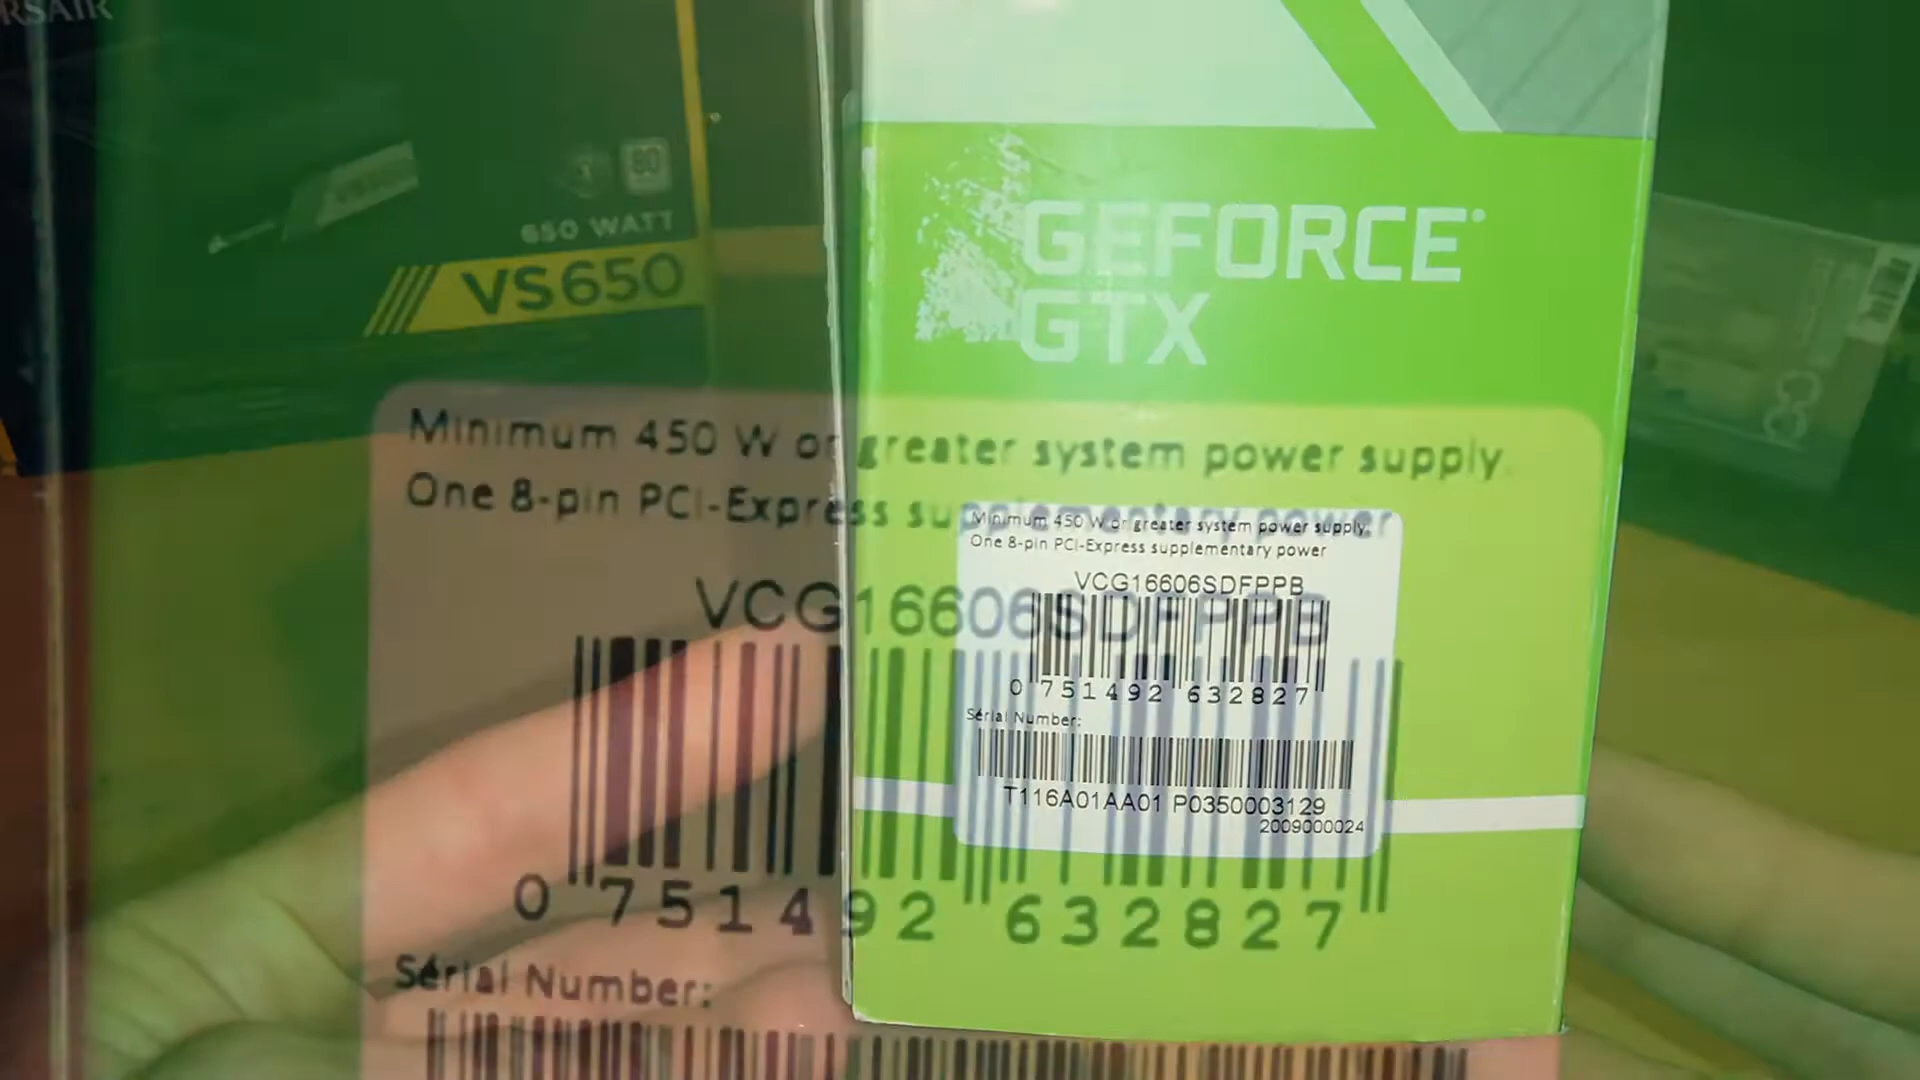 RSAIR
80
650 WATT
VS650
GEFORCE
GTX
Minimum 450 W or greater system power supply.
One 8-pin PCI-Express supplementary power
VCG16606SDFPPB
0 751492 632827
Serial Number:
Minimum 450 W or greater system power supply.
One 8-pin PCI-Express supplementary power
VCG16606SDFPPB
0 751492 632827
Serial Number:
T116A01AA01 P0350003129
2009000024